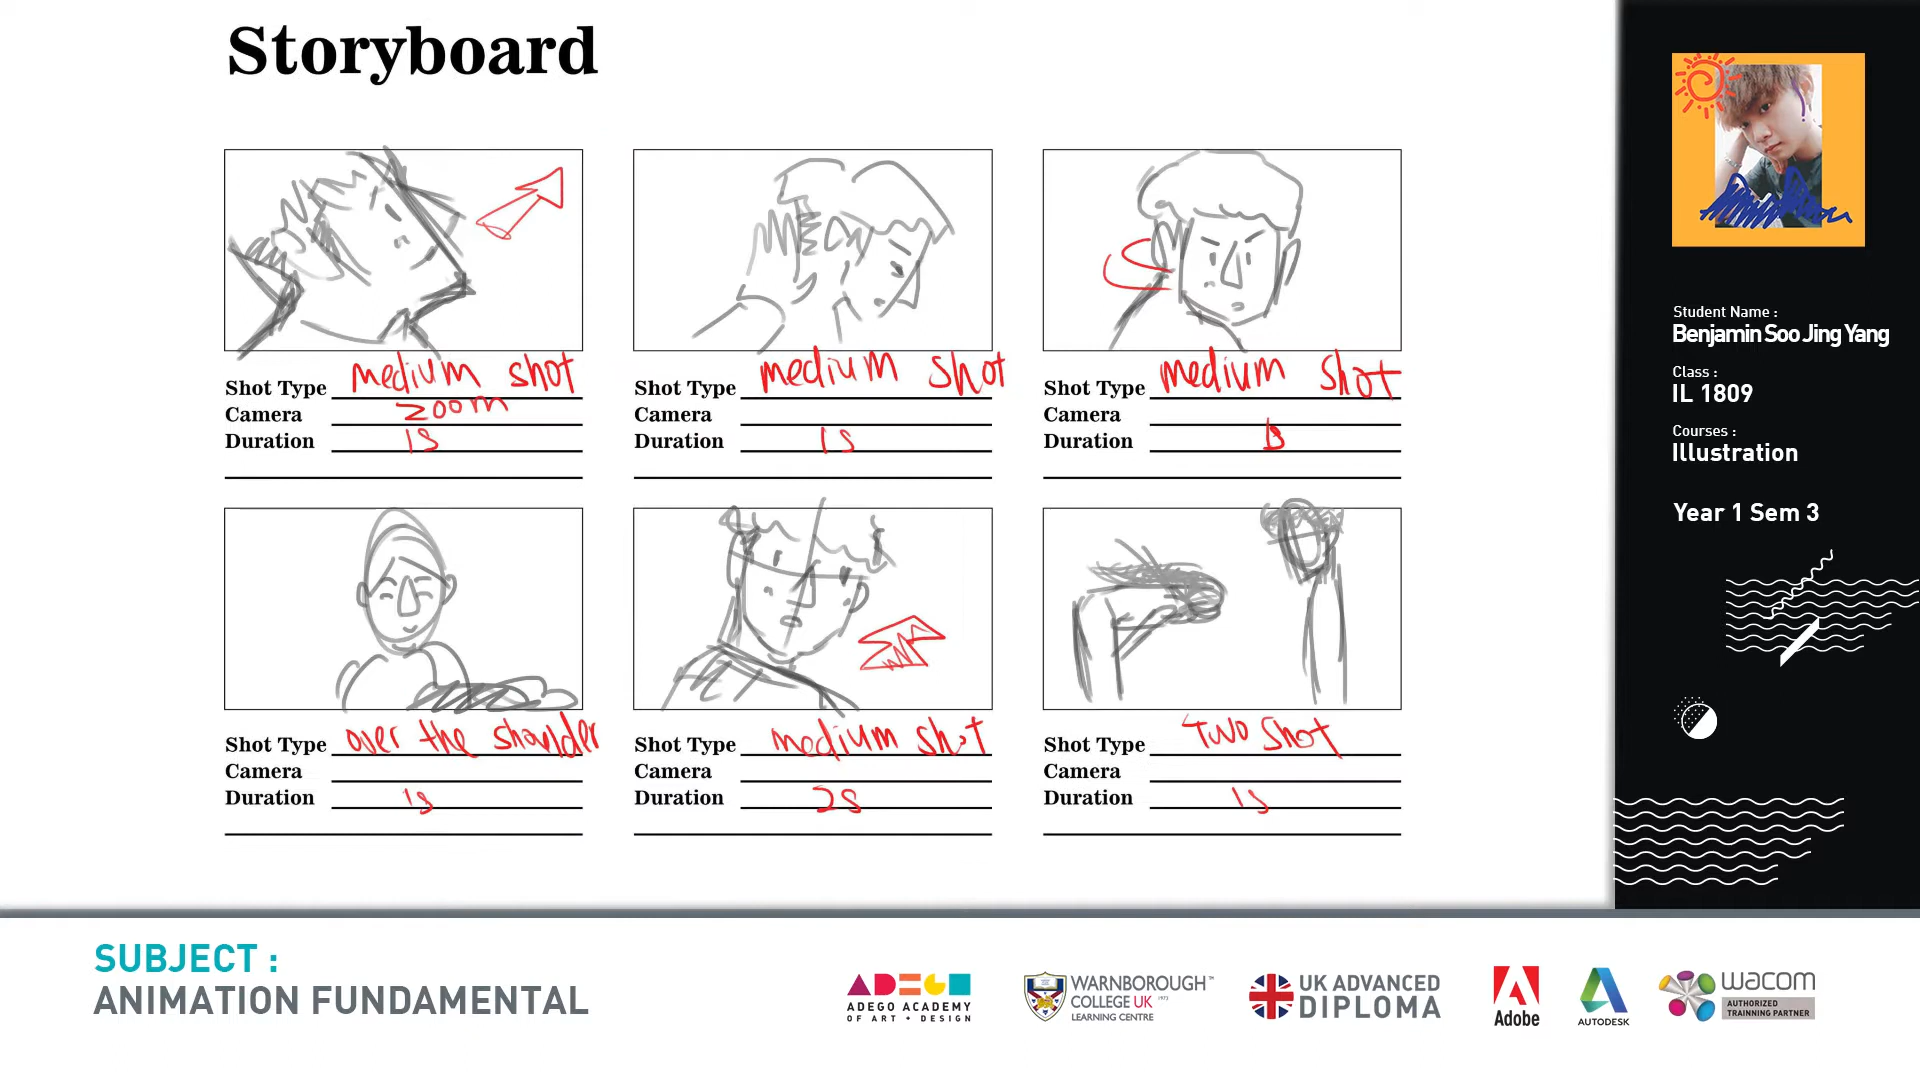 Storyboard
Shot Type medium shot
Camera zoom
Duration 1s
Shot Type medium shot
Camera
Duration 1s
Shot Type medium shot
Camera
Duration 1s
Shot Type over the shoulder
Camera
Duration 1s
Shot Type medium shot
Camera
Duration 2s
Shot Type Two Shot
Camera
Duration 1s
Student Name :
Benjamin Soo Jing Yang
Class :
IL 1809
Courses :
Illustration
Year 1 Sem 3
SUBJECT :
ANIMATION FUNDAMENTAL
ADEGO
ADEGO ACADEMY
OF ART + DESIGN
WARNBOROUGH™
COLLEGE UK 1973
LEARNING CENTRE
UK ADVANCED
DIPLOMA
Adobe
AUTODESK
wacom
AUTHORIZED
TRAINNING PARTNER